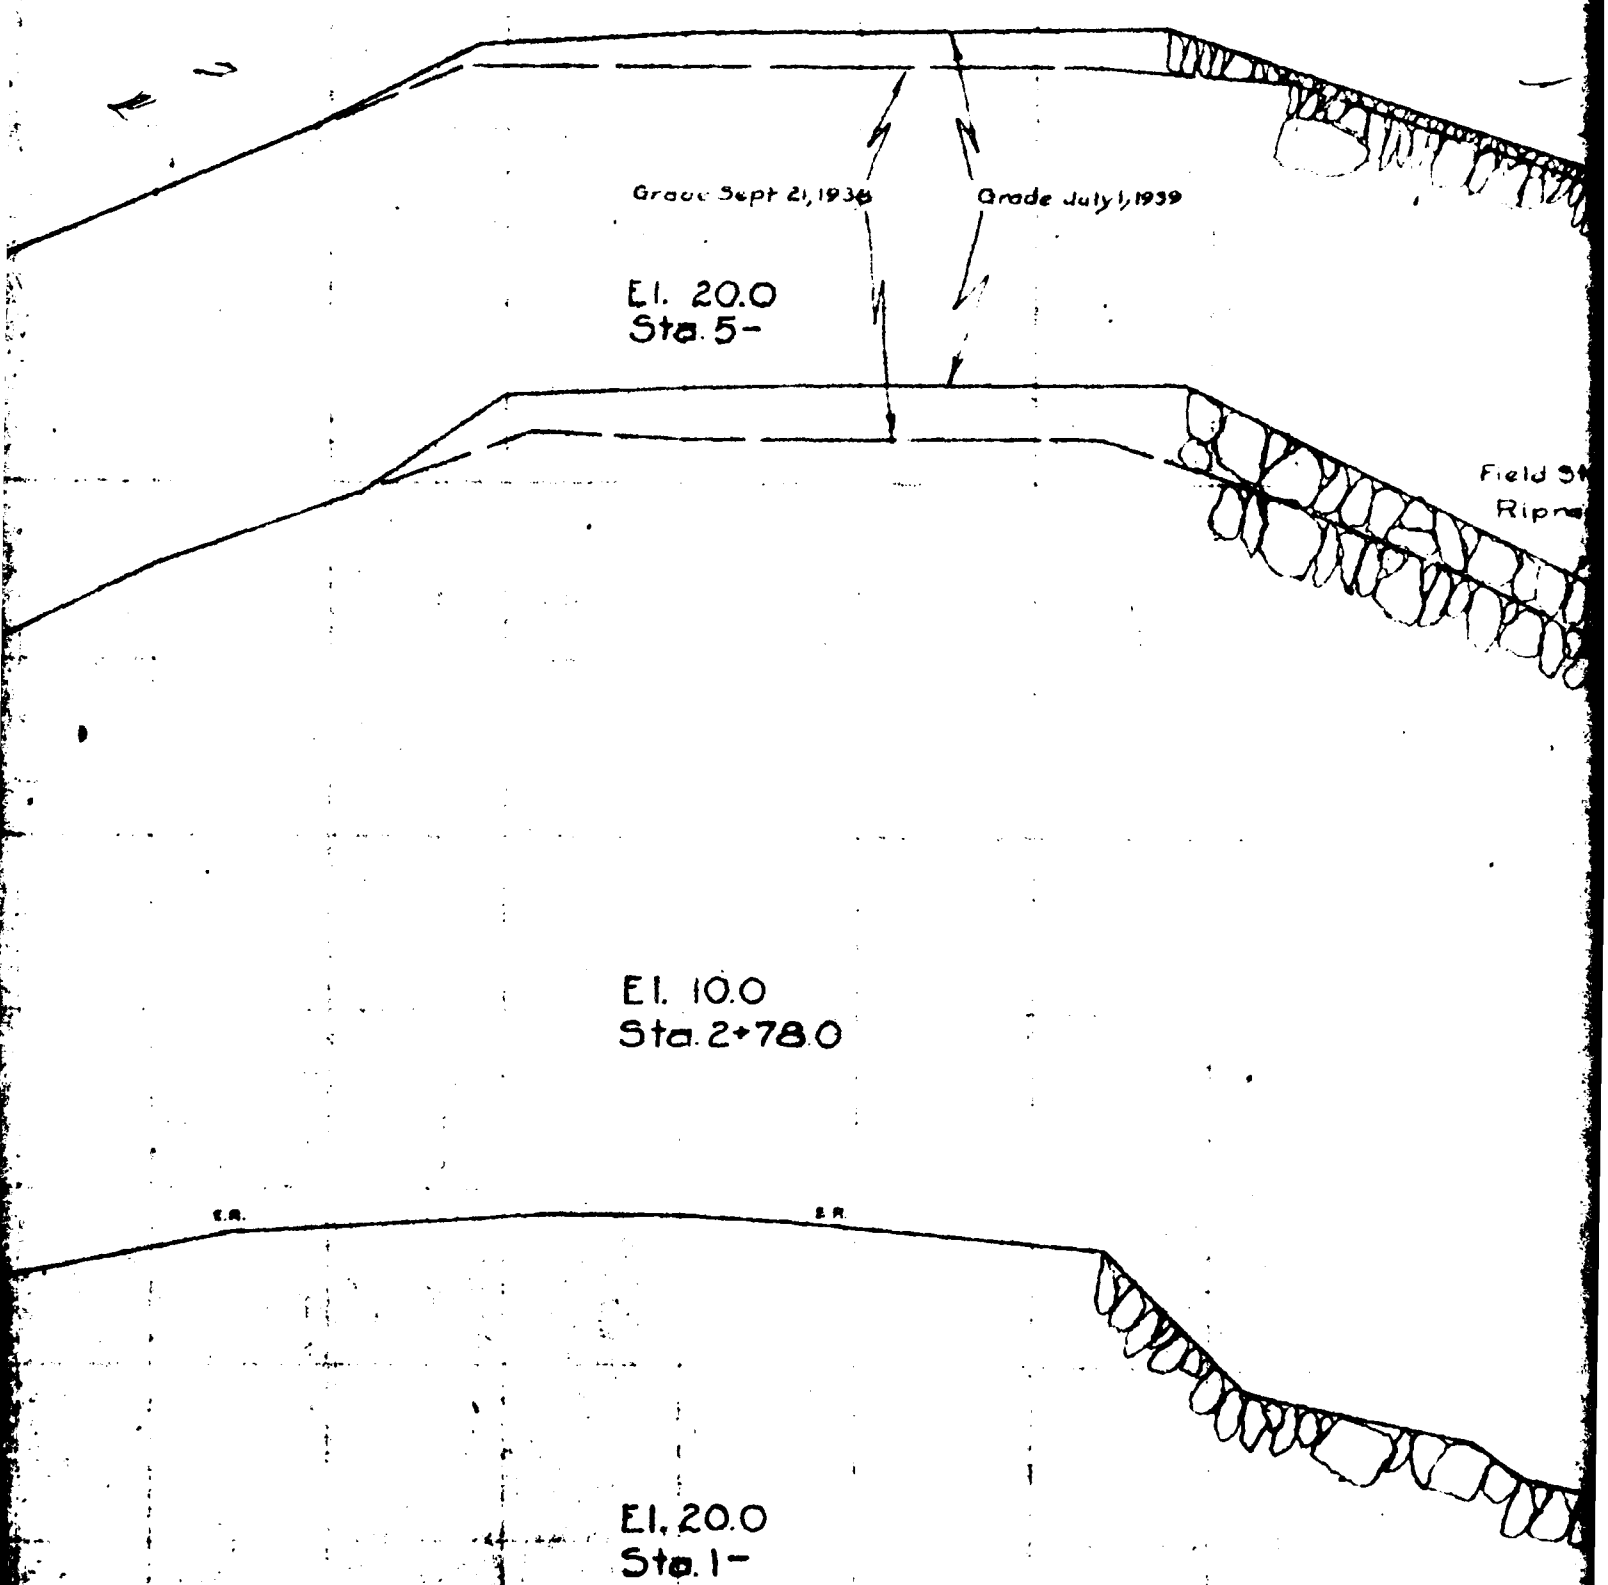 Grade Sept 21, 1938
Grade July 1, 1939
El. 20.0
Sta. 5-
Field St
Ripra
El. 10.0
Sta. 2+78.0
E.R.
E.R.
El. 20.0
Sta. 1-